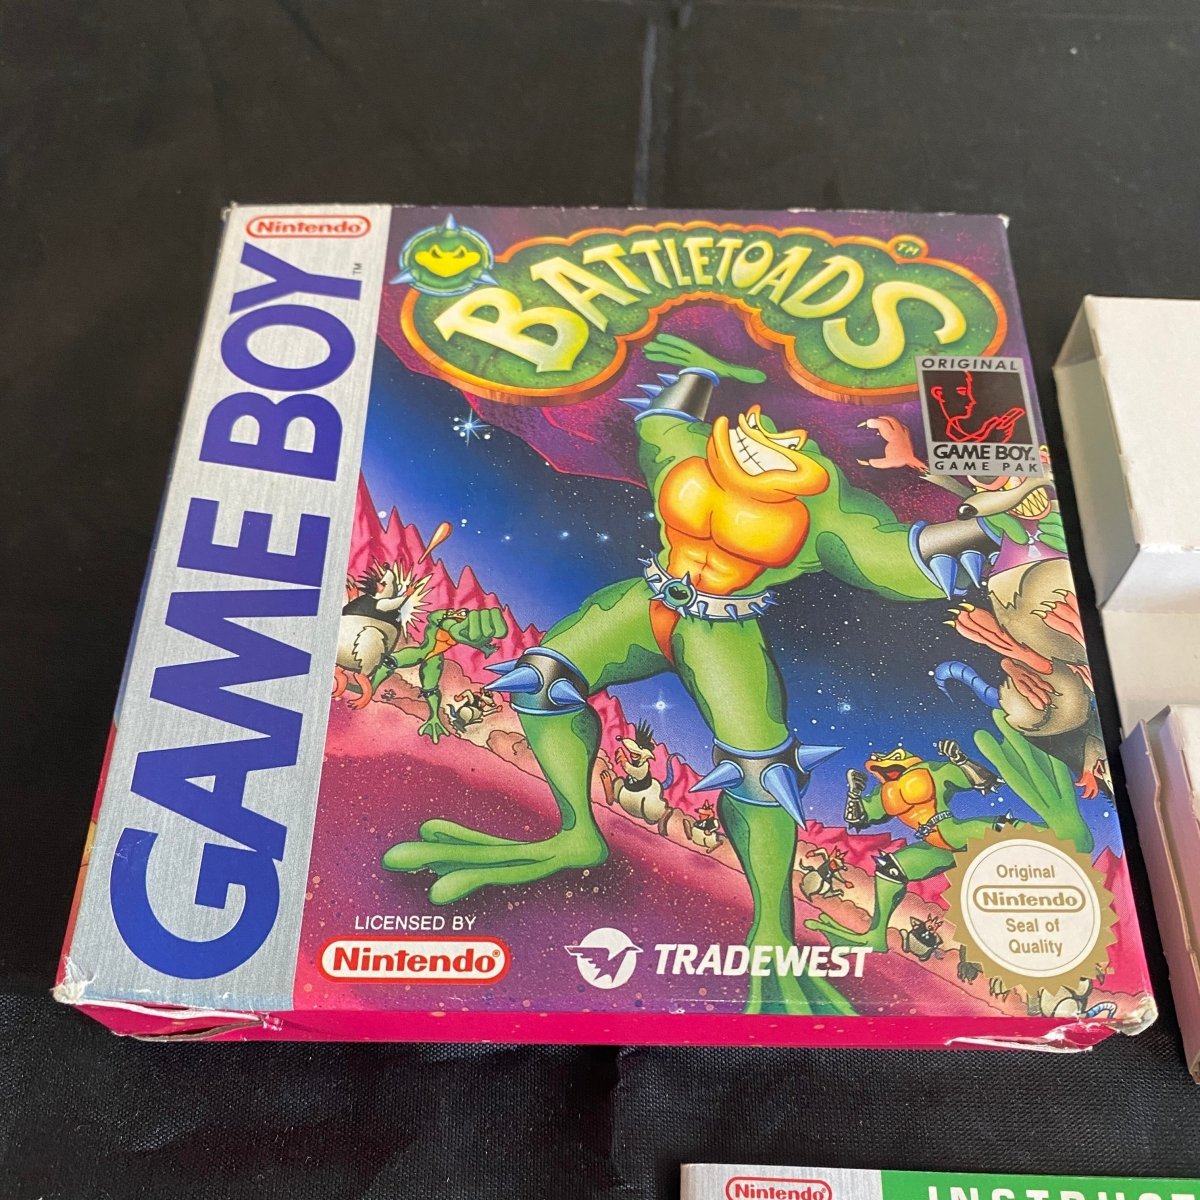 Nintendo
GAME BOY
TM
BATTLETOADS
TM
ORIGINAL
GAME BOY
GAME PAK
LICENSED BY
Nintendo
TRADEWEST
Original
Nintendo
Seal of
Quality
Nintendo